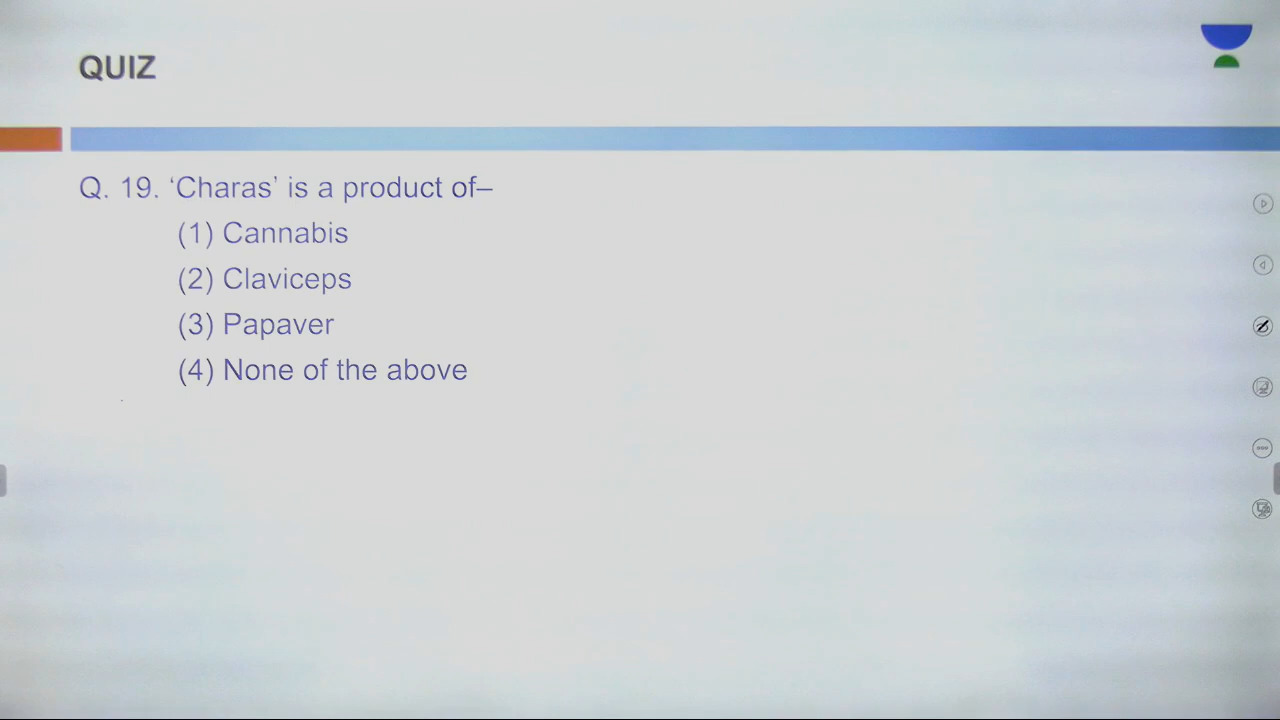 QUIZ
Q. 19. ‘Charas’ is a product of–
(1) Cannabis
(2) Claviceps
(3) Papaver
(4) None of the above